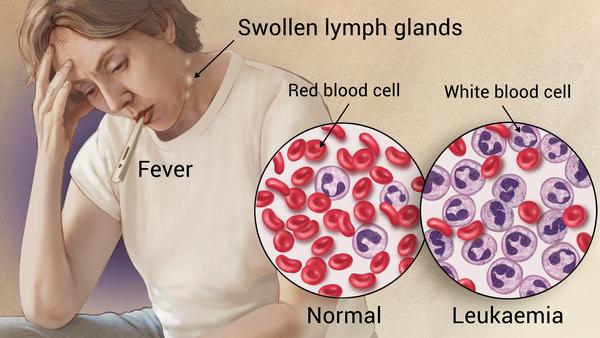 Swollen lymph glands
Red blood cell
White blood cell
Fever
Normal
Leukaemia